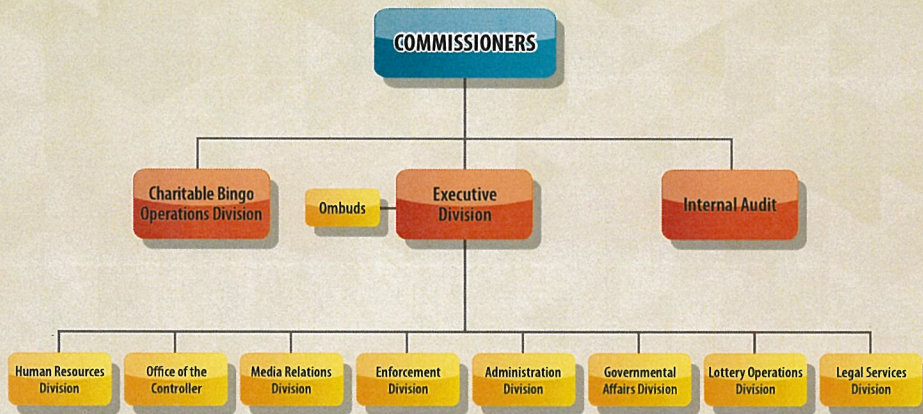 COMMISSIONERS
Charitable Bingo
Operations Division
Ombuds
Executive
Division
Internal Audit
Human Resources
Division
Office of the
Controller
Media Relations
Division
Enforcement
Division
Administration
Division
Governmental
Affairs Division
Lottery Operations
Division
Legal Services
Division